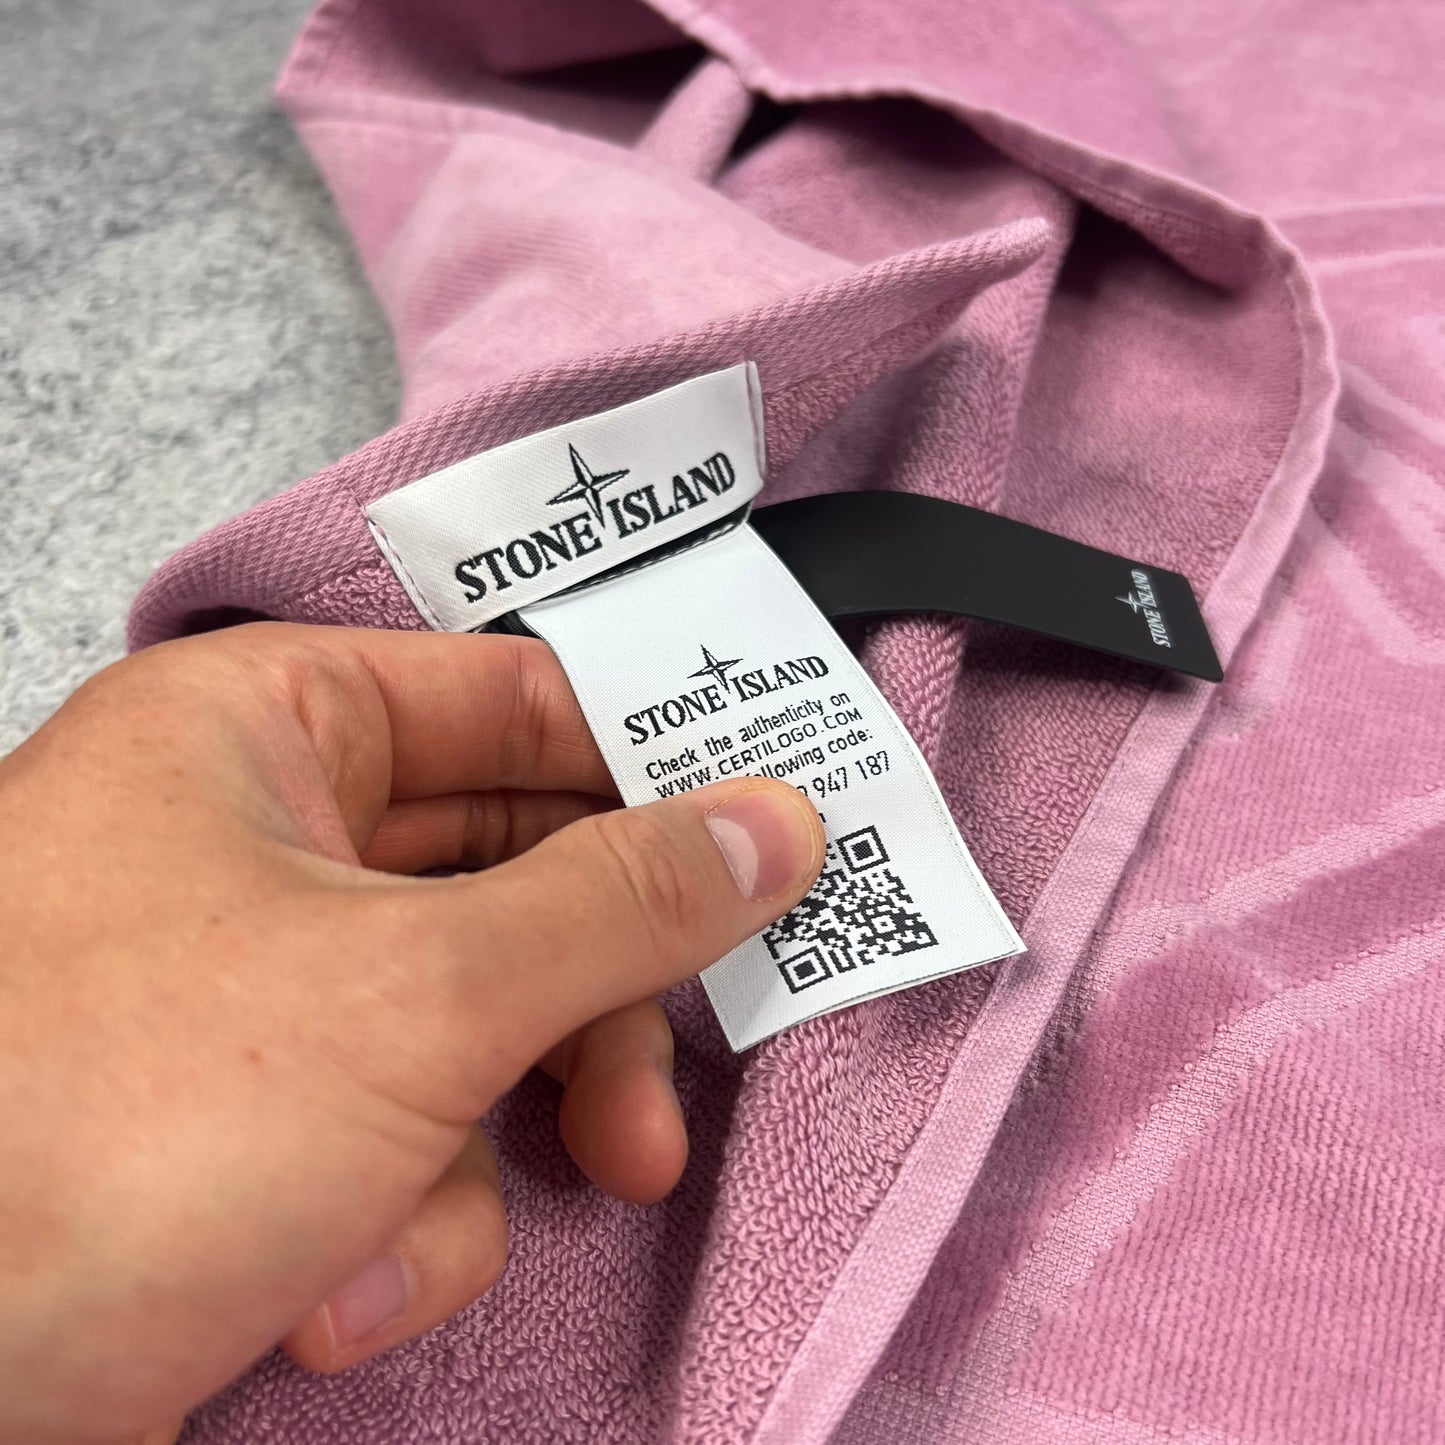 STONE ISLAND
STONE ISLAND
STONE ISLAND
Check the authenticity on
WWW.CERTILOGO.COM
following code:
947 187